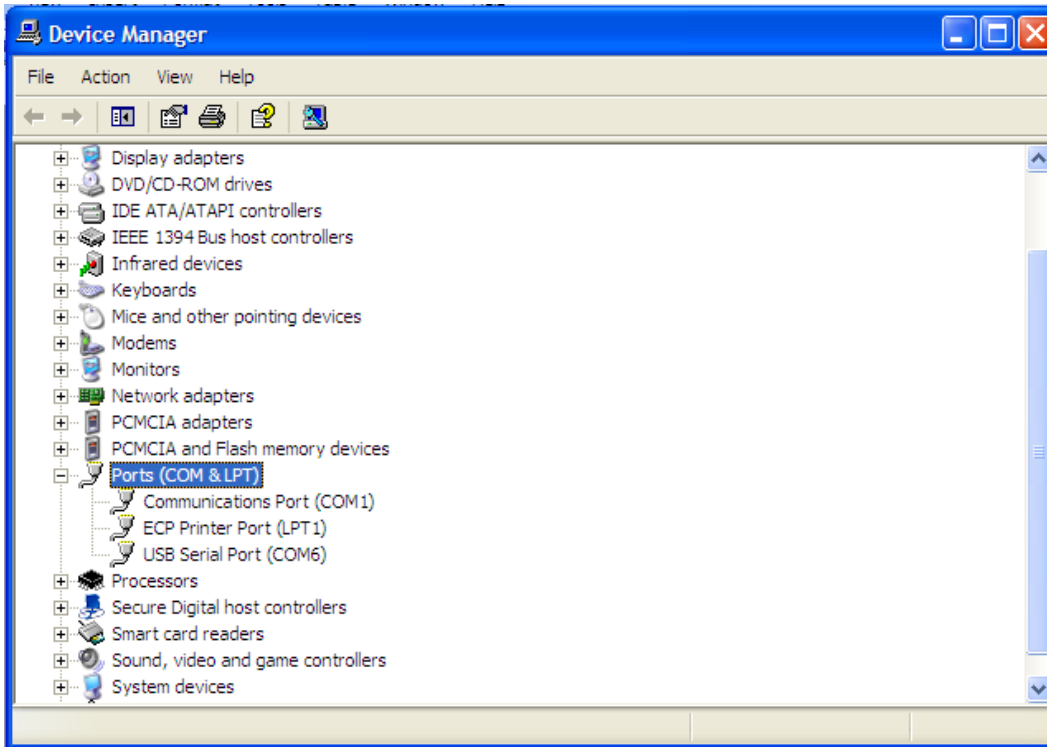 Device Manager
File Action View Help
Display adapters
DVD/CD-ROM drives
IDE ATA/ATAPI controllers
IEEE 1394 Bus host controllers
Infrared devices
Keyboards
Mice and other pointing devices
Modems
Monitors
Network adapters
PCMCIA adapters
PCMCIA and Flash memory devices
Ports (COM & LPT)
Communications Port (COM1)
ECP Printer Port (LPT1)
USB Serial Port (COM6)
Processors
Secure Digital host controllers
Smart card readers
Sound, video and game controllers
System devices